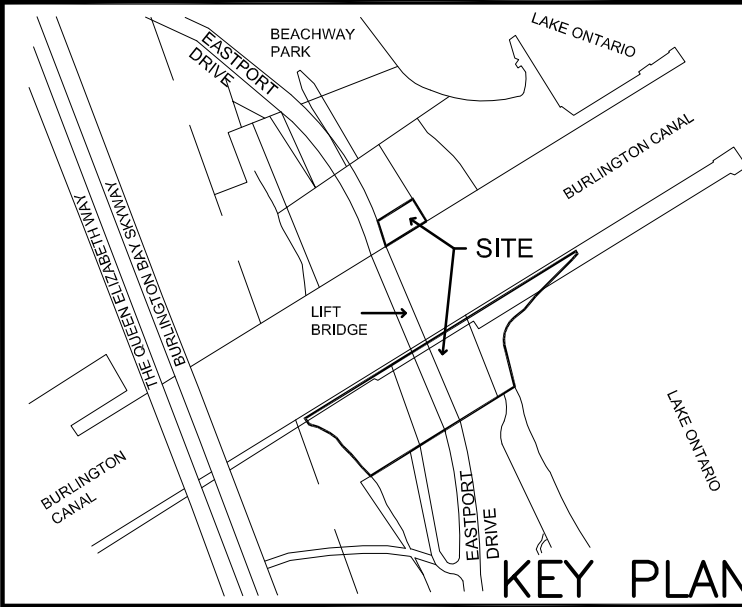 BEACHWAY
PARK
LAKE ONTARIO
EASTPORT
DRIVE
BURLINGTON CANAL
THE QUEEN ELIZABETH WAY
BURLINGTON BAY SKYWAY
SITE
LIFT
BRIDGE
LAKE ONTARIO
BURLINGTON
CANAL
EASTPORT
DRIVE
KEY PLAN